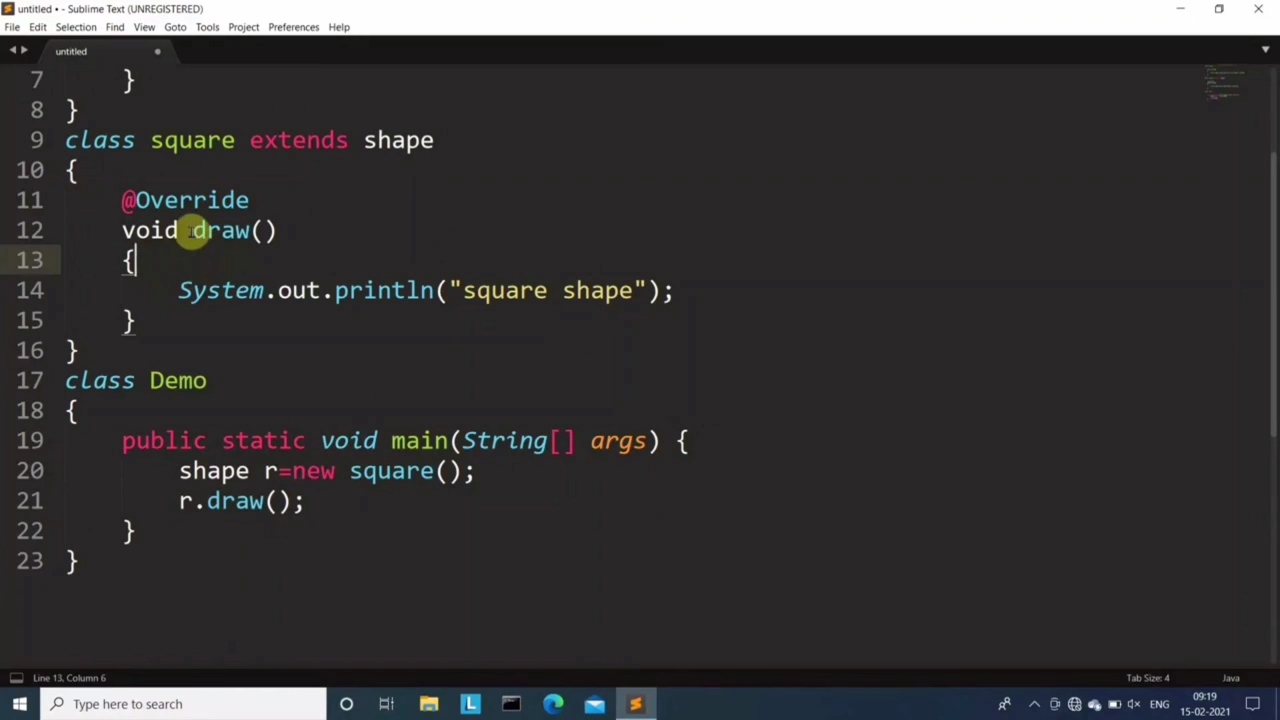 untitled • - Sublime Text (UNREGISTERED)
File Edit Selection Find View Goto Tools Project Preferences Help
untitled
7 }
8 }
9 class square extends shape
10 {
11 @Override
12 void draw()
13 {
14 System.out.println("square shape");
15 }
16 }
17 class Demo
18 {
19 public static void main(String[] args) {
20 shape r=new square();
21 r.draw();
22 }
23 }
Line 13, Column 6 Tab Size: 4 Java
Type here to search L ENG 09:19
15-02-2021